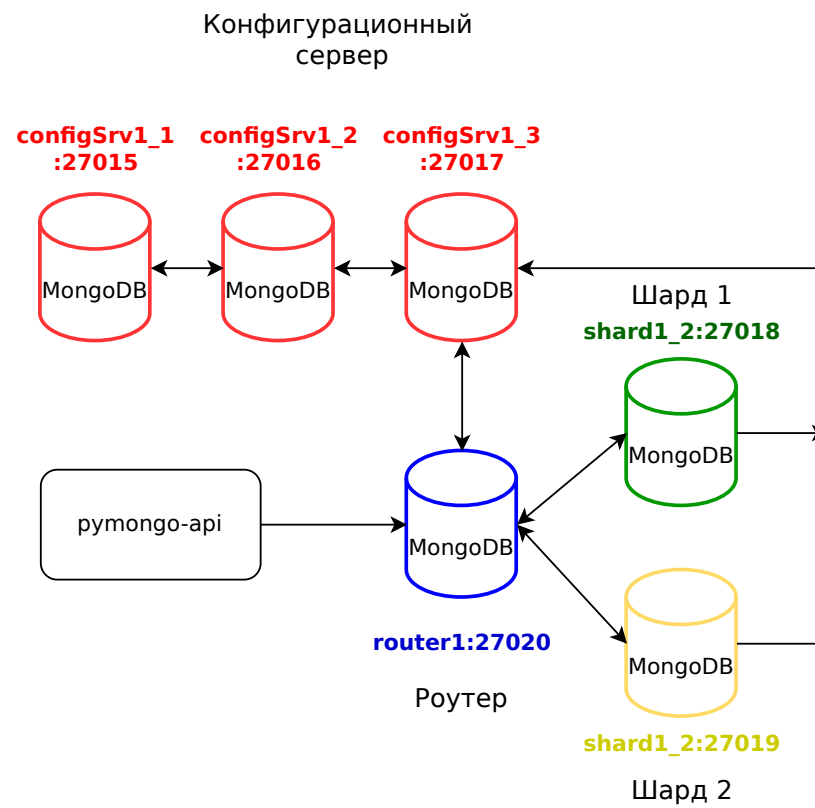 Конфигурационный
сервер
configSrv1_1
:27015
configSrv1_2
:27016
configSrv1_3
:27017
MongoDB
MongoDB
MongoDB
Шард 1
shard1_2:27018
MongoDB
pymongo-api
MongoDB
router1:27020
Роутер
MongoDB
shard1_2:27019
Шард 2